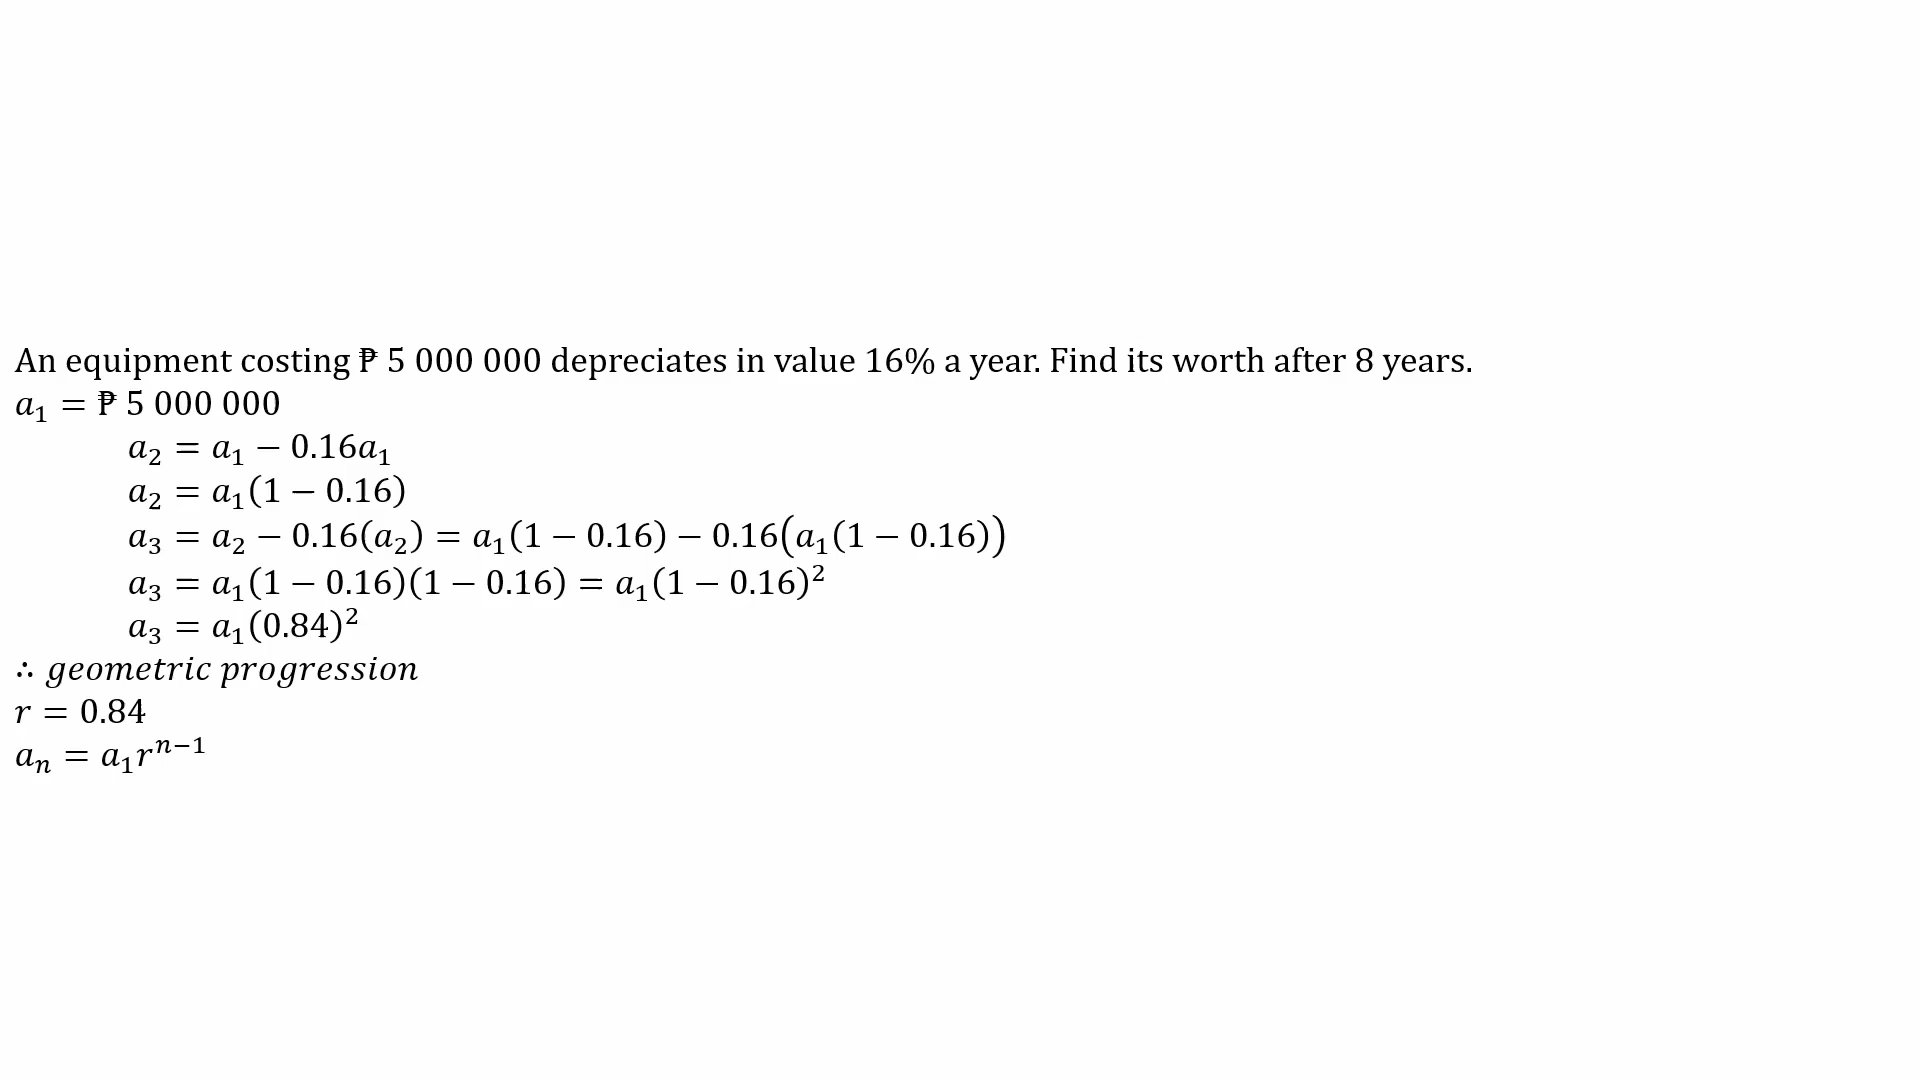 An equipment costing ₱ 5 000 000 depreciates in value 16% a year. Find its worth after 8 years.
a₁ = ₱ 5 000 000
a₂ = a₁ − 0.16a₁
a₂ = a₁(1 − 0.16)
a₃ = a₂ − 0.16(a₂) = a₁(1 − 0.16) − 0.16(a₁(1 − 0.16))
a₃ = a₁(1 − 0.16)(1 − 0.16) = a₁(1 − 0.16)²
a₃ = a₁(0.84)²
∴ geometric progression
r = 0.84
aₙ = a₁rⁿ⁻¹